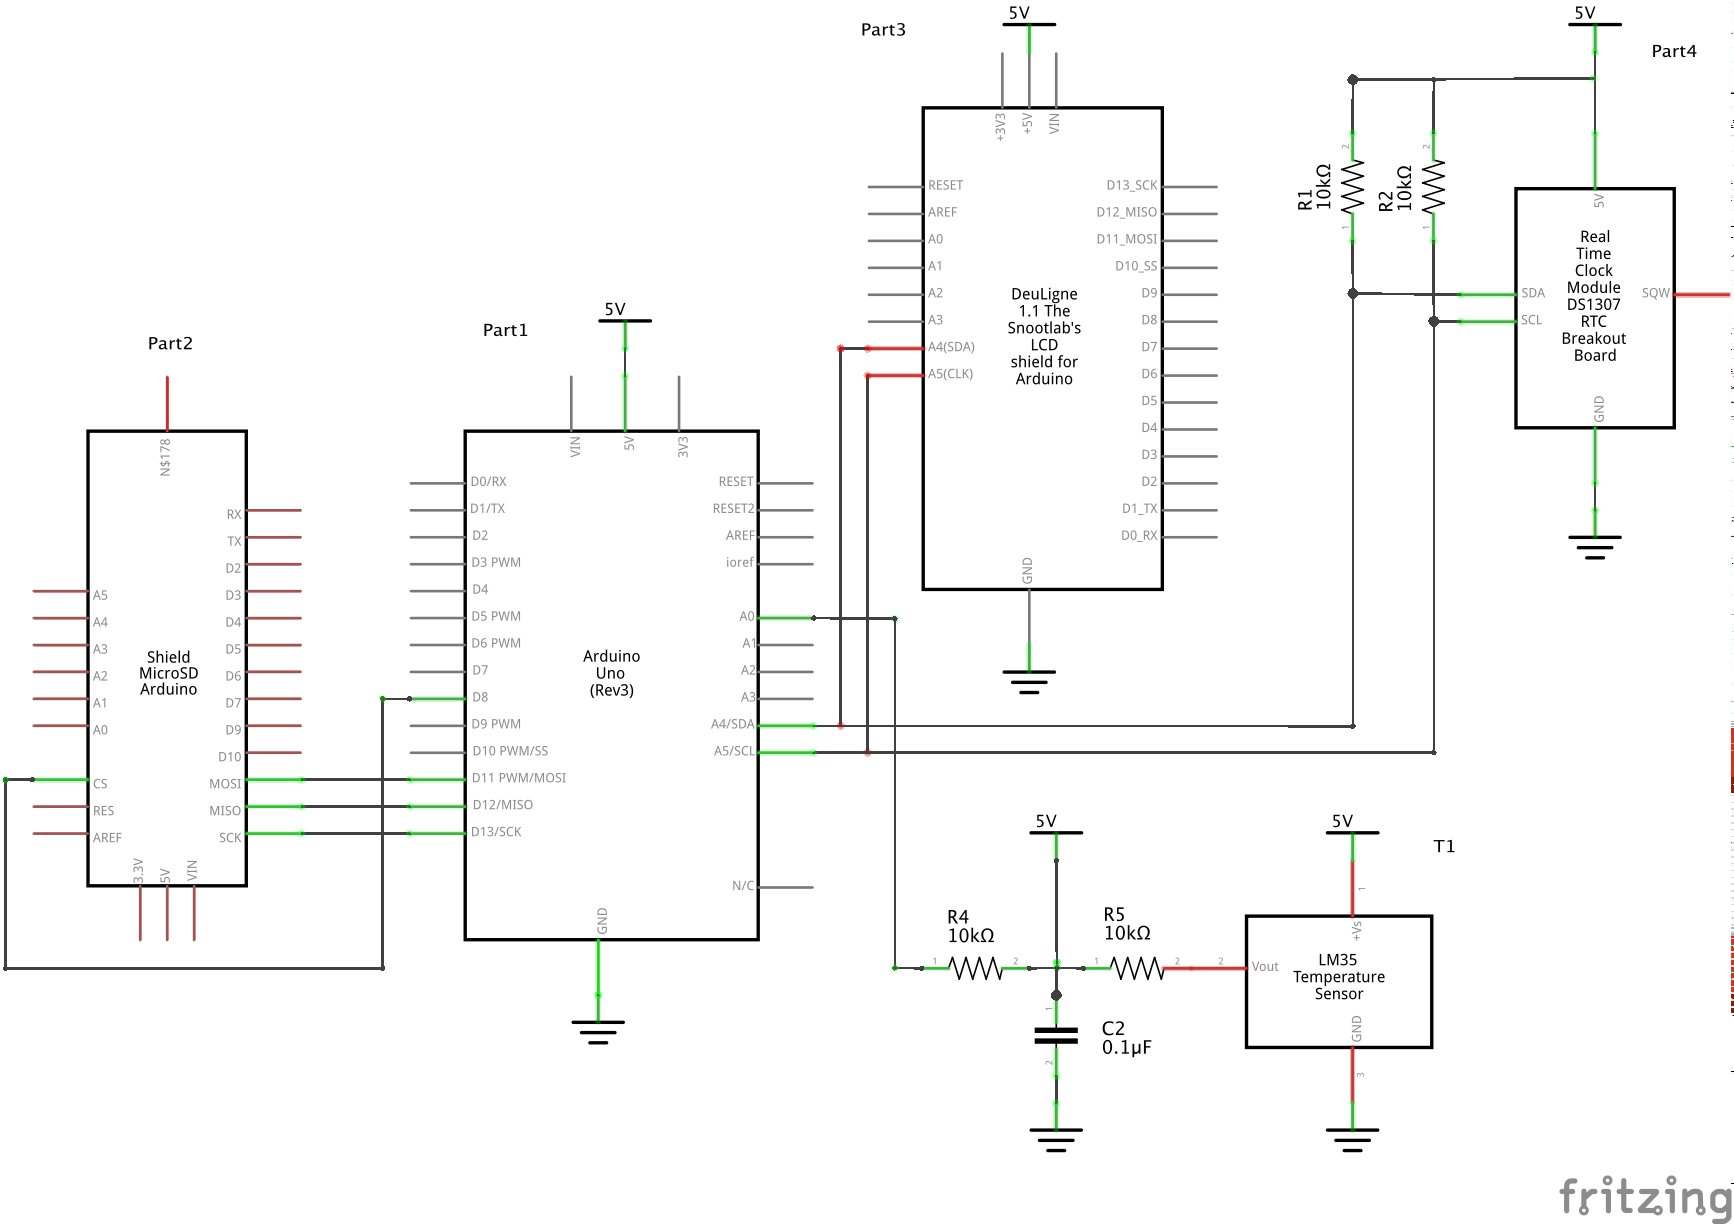 5V
5V
Part3
Part4
+3V3
+5V
VIN
2
2
RESET
AREF
A0
A1
A2
A3
A4(SDA)
A5(CLK)
D13_SCK
D12_MISO
D11_MOSI
D10_SS
D9
D8
D7
D6
D5
D4
D3
D2
D1_TX
D0_RX
DeuLigne
1.1 The
Snootlab's
LCD
shield for
Arduino
GND
R1
10kΩ
R2
10kΩ
1
1
5V
Real
Time
Clock
Module
DS1307
RTC
Breakout
Board
SDA
SCL
SQW
GND
Part2
N$178
RX
TX
D2
D3
D4
D5
D6
D7
D9
D10
MOSI
MISO
SCK
A5
A4
A3
A2
A1
A0
CS
RES
AREF
Shield
MicroSD
Arduino
3.3V
5V
VIN
Part1
5V
VIN
5V
3V3
D0/RX
D1/TX
D2
D3 PWM
D4
D5 PWM
D6 PWM
D7
D8
D9 PWM
D10 PWM/SS
D11 PWM/MOSI
D12/MISO
D13/SCK
RESET
RESET2
AREF
ioref
A0
A1
A2
A3
A4/SDA
A5/SCL
N/C
Arduino
Uno
(Rev3)
GND
5V
5V
T1
R4
10kΩ
1
2
R5
10kΩ
1
2
2
1
+Vs
Vout
LM35
Temperature
Sensor
GND
3
1
C2
0.1µF
2
fritzing